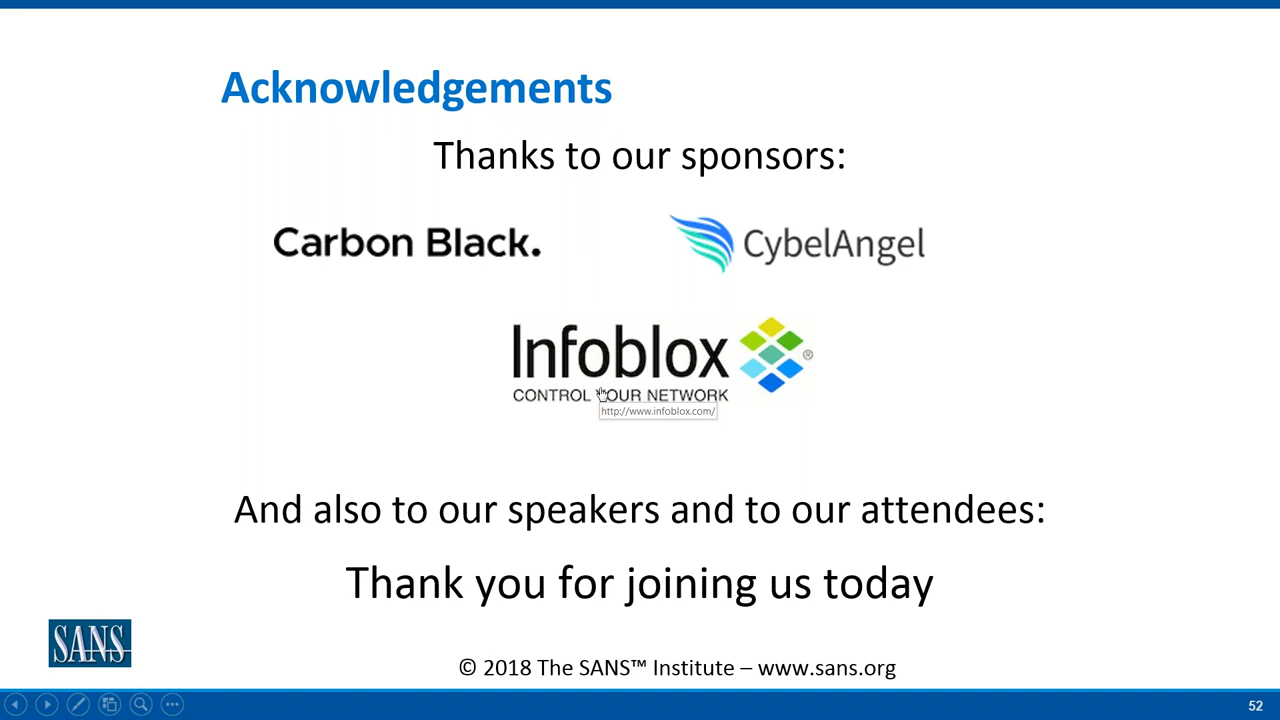 Acknowledgements
Thanks to our sponsors:
Carbon Black.
CybelAngel
Infoblox ®
CONTROL YOUR NETWORK
http://www.infoblox.com/
And also to our speakers and to our attendees:
Thank you for joining us today
SANS
© 2018 The SANS™ Institute – www.sans.org
52